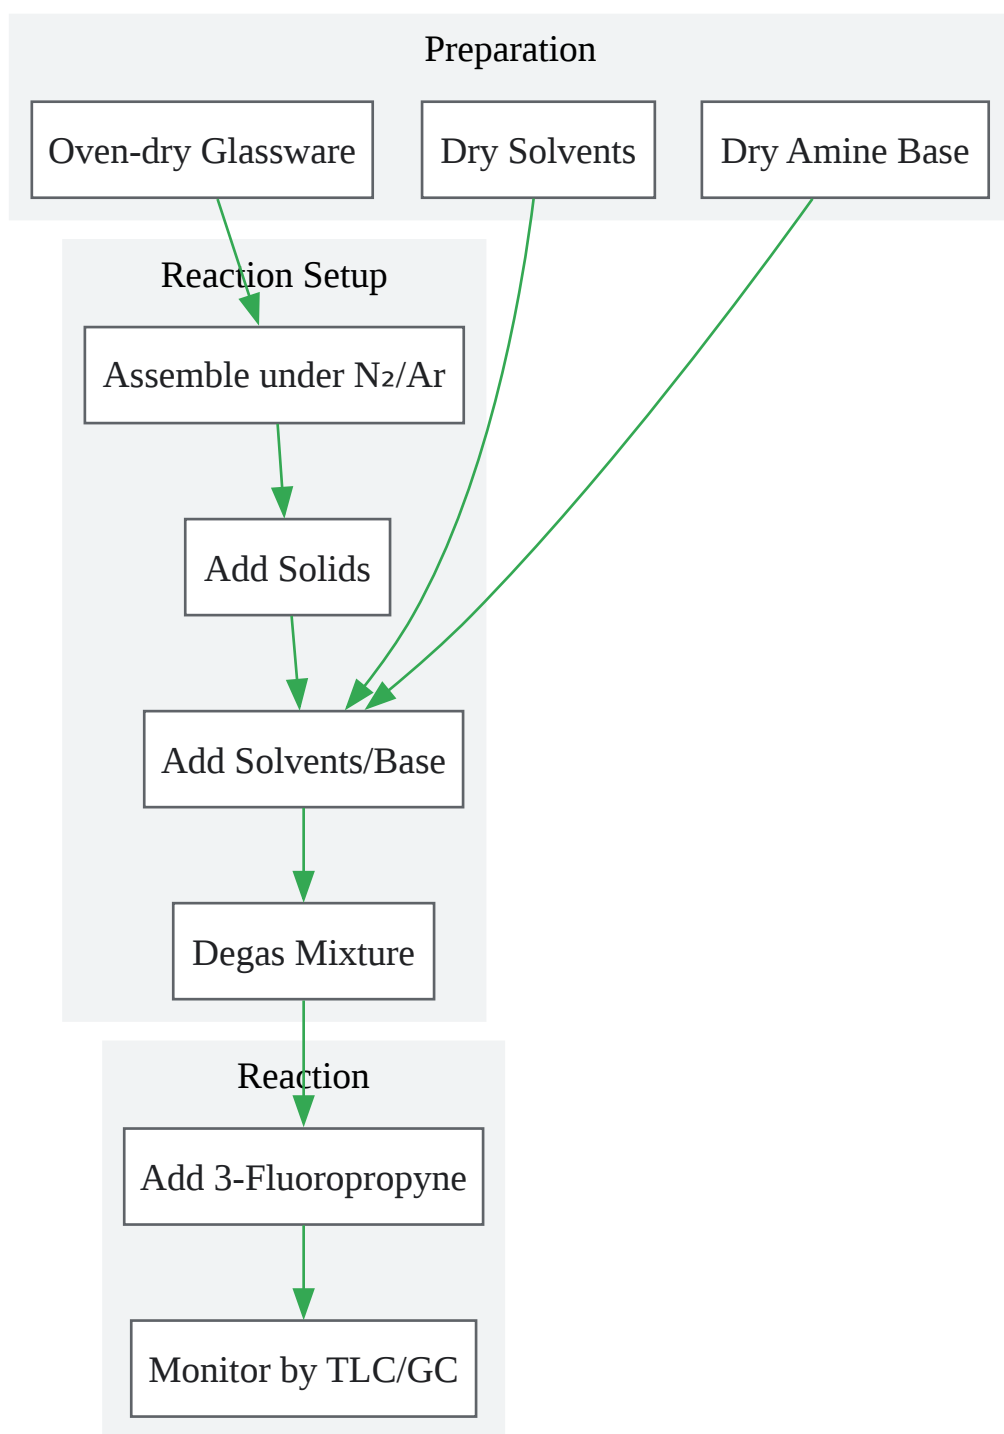 Preparation
Oven-dry Glassware
Dry Solvents
Dry Amine Base
Reaction Setup
Assemble under N₂/Ar
Add Solids
Add Solvents/Base
Degas Mixture
Reaction
Add 3-Fluoropropyne
Monitor by TLC/GC